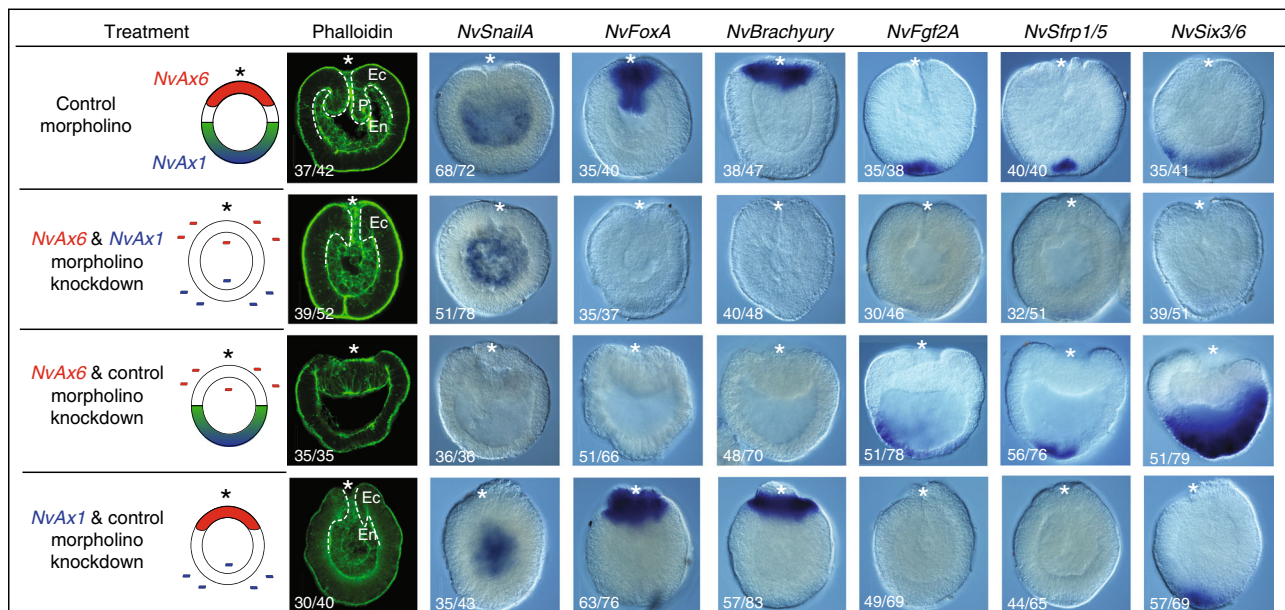 Treatment Phalloidin NvSnailA NvFoxA NvBrachyury NvFgf2A NvSfrp1/5 NvSix3/6
NvAx6 *
Control
morpholino
NvAx1
* Ec
P
En
37/42
68/72
* 35/40
* 38/47
* 35/38
* 40/40
* 35/41
*
NvAx6 & NvAx1
morpholino
knockdown
* Ec
39/52
51/78
* 35/37
* 40/48
* 30/46
* 32/51
* 39/51
*
NvAx6 & control
morpholino
knockdown
* 35/35
* 36/36
* 51/66
* 48/70
* 51/78
* 56/76
* 51/79
*
NvAx1 & control
morpholino
knockdown
* Ec
En
30/40
* 35/43
* 63/76
* 57/83
* 49/69
* 44/65
* 57/69